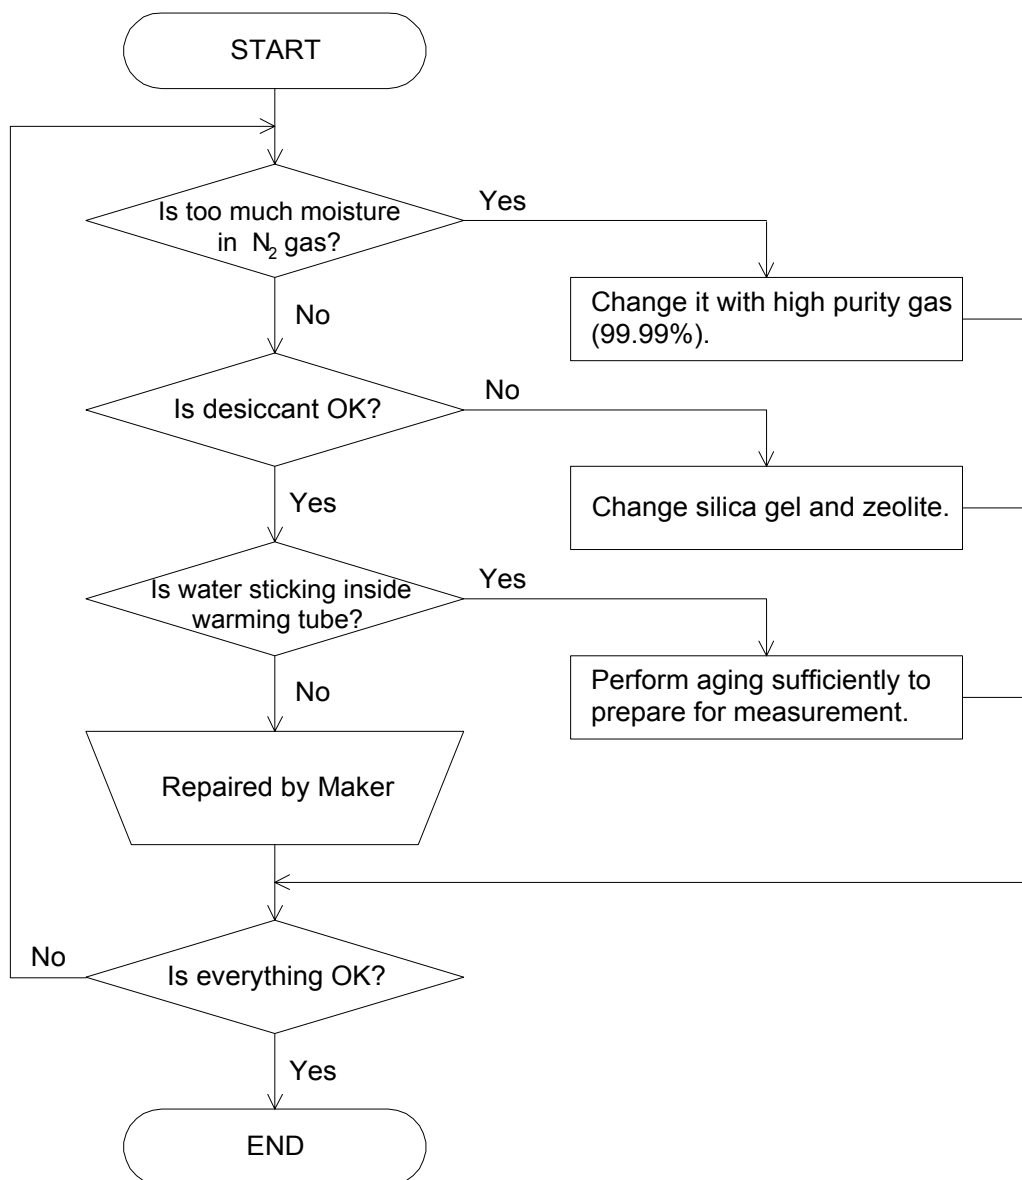 START
Is too much moisture
in N₂ gas?
Yes
Change it with high purity gas
(99.99%).
No
Is desiccant OK?
No
Change silica gel and zeolite.
Yes
Is water sticking inside
warming tube?
Yes
Perform aging sufficiently to
prepare for measurement.
No
Repaired by Maker
Is everything OK?
No
Yes
END